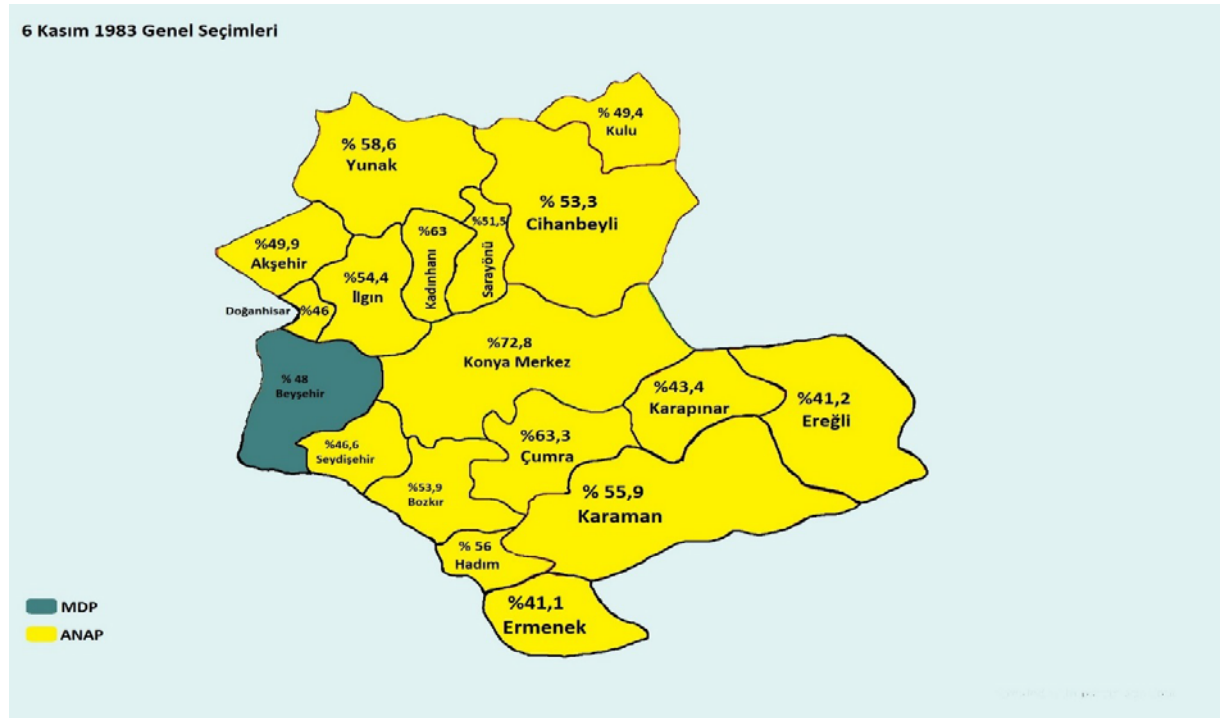 6 Kasım 1983 Genel Seçimleri
% 49,4
Kulu
% 58,6
Yunak
% 53,3
Cihanbeyli
%51,5
Sarayönü
%63
Kadınhanı
%49,9
Akşehir
%54,4
İlgın
Doğanhisar
%46
%72,8
Konya Merkez
% 48
Beyşehir
%43,4
Karapınar
%41,2
Ereğli
%63,3
Çumra
%46,6
Seydişehir
%53,9
Bozkır
% 55,9
Karaman
% 56
Hadım
%41,1
Ermenek
MDP
ANAP